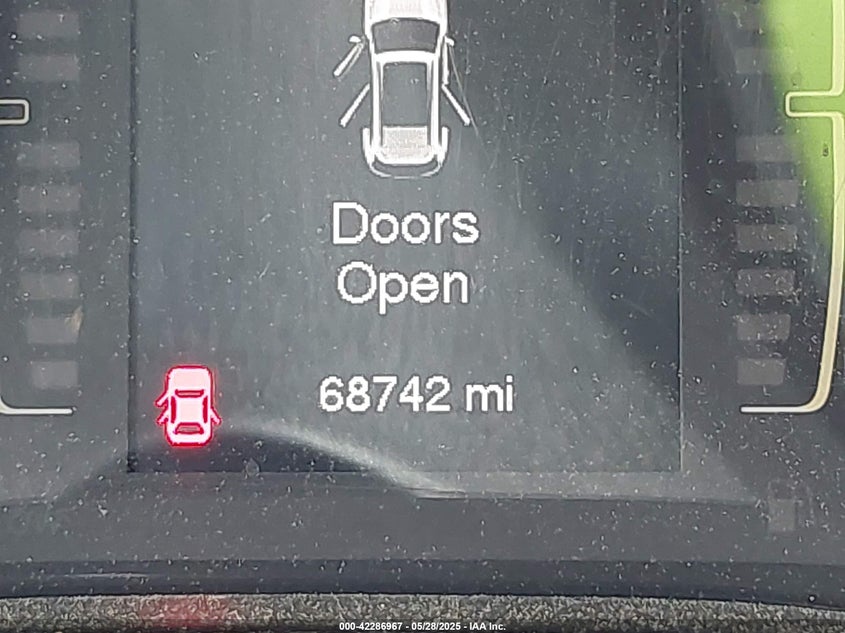 Doors
Open
68742 mi
000-42286967 - 05/28/2025 - IAA Inc.